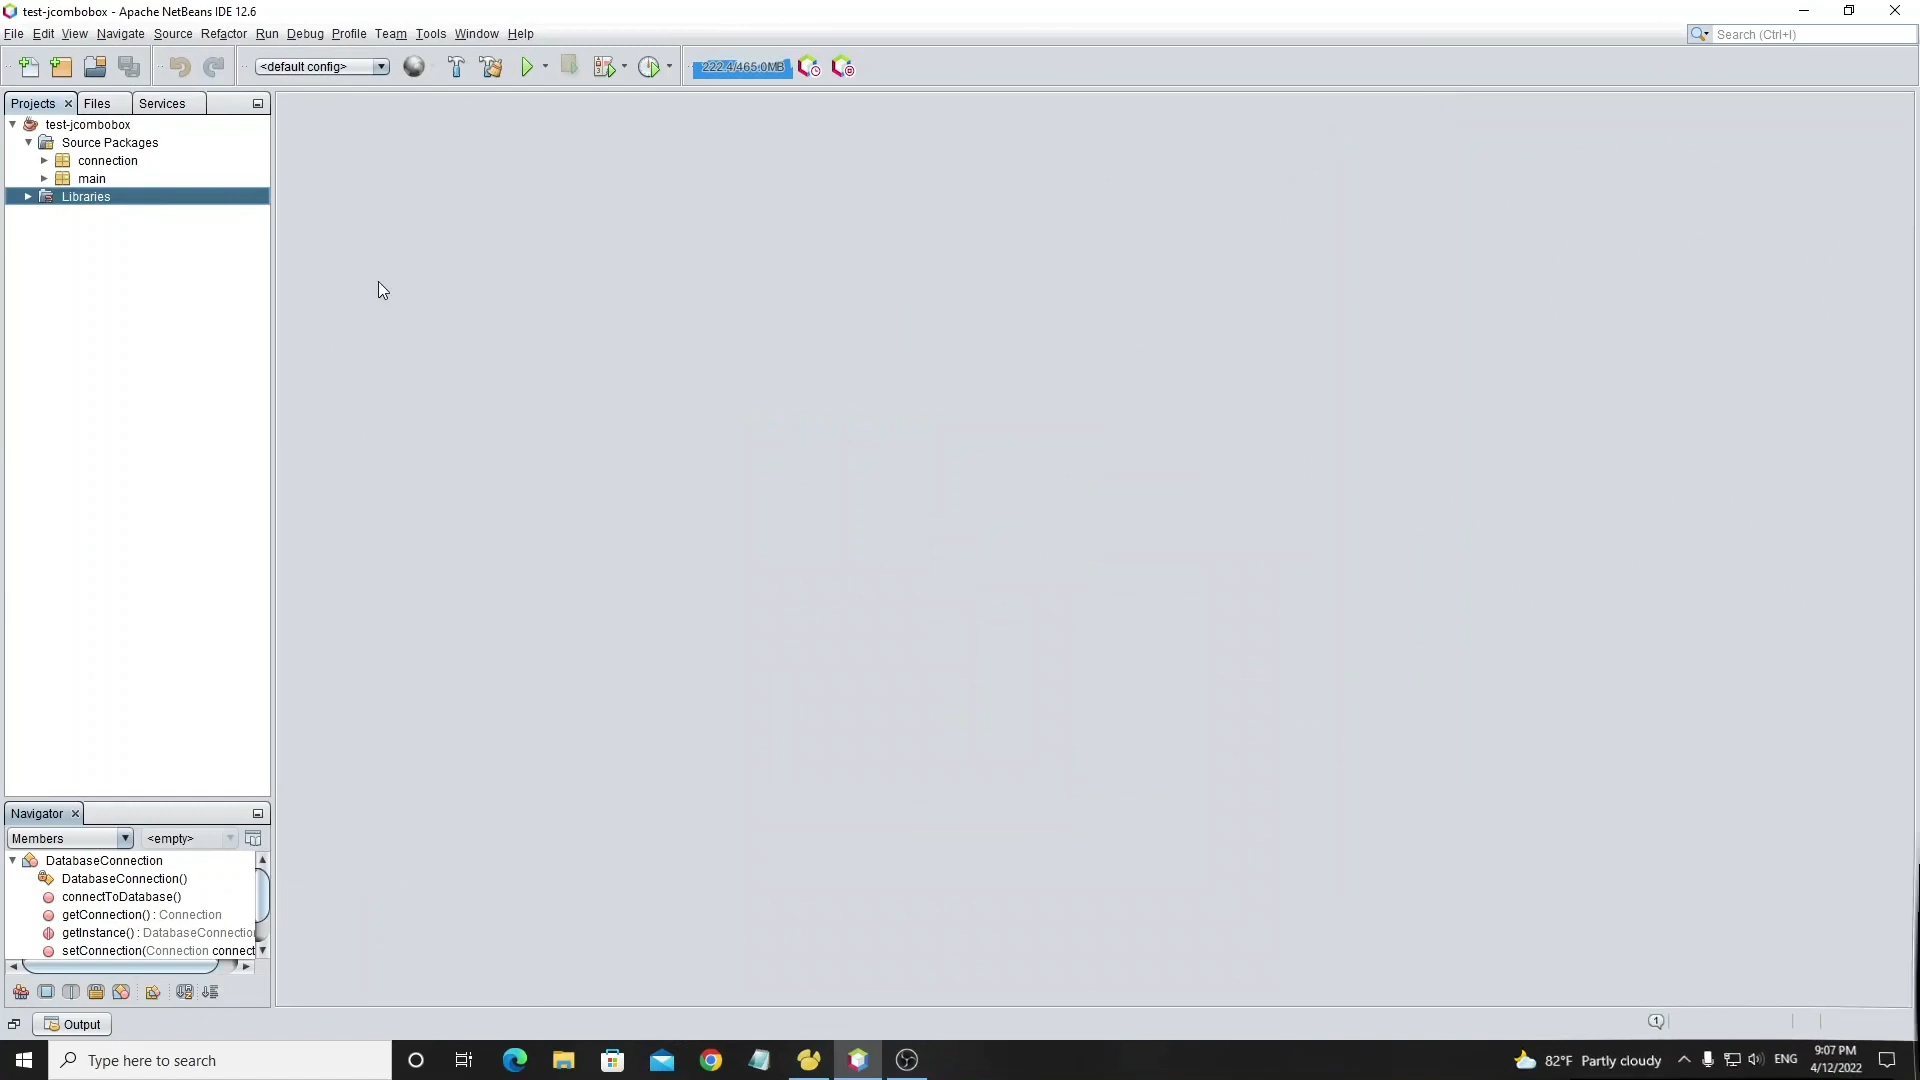 test-jcombobox - Apache NetBeans IDE 12.6
File Edit View Navigate Source Refactor Run Debug Profile Team Tools Window Help
Search (Ctrl+I)
<default config>
222.4/465.0MB
Projects Files Services
test-jcombobox
Source Packages
connection
main
Libraries
Navigator
Members <empty>
DatabaseConnection
DatabaseConnection()
connectToDatabase()
getConnection() : Connection
getInstance() : DatabaseConnectio
setConnection(Connection connect
Output
1
Type here to search
82°F Partly cloudy
ENG
9:07 PM
4/12/2022